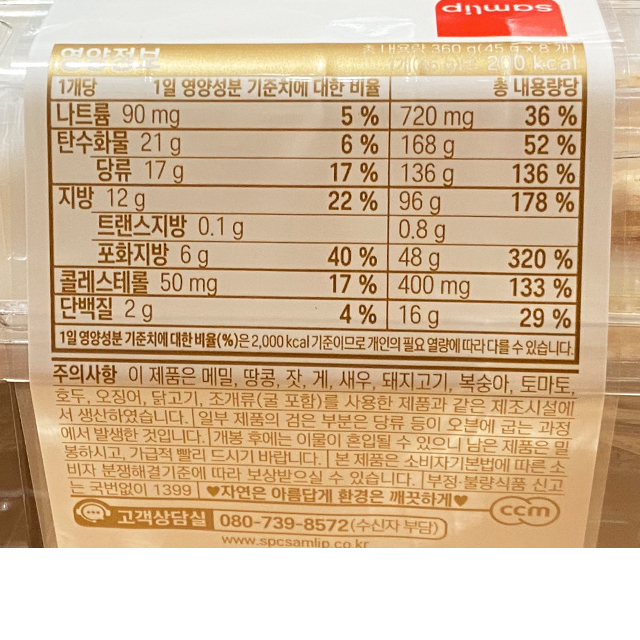 samlip
영양정보 총 내용량 360 g(45 g x 8 개)
200 kcal
1개당 1일 영양성분 기준치에 대한 비율 총 내용량당
나트륨 90 mg 5 % 720 mg 36 %
탄수화물 21 g 6 % 168 g 52 %
당류 17 g 17 % 136 g 136 %
지방 12 g 22 % 96 g 178 %
트랜스지방 0.1 g 0.8 g
포화지방 6 g 40 % 48 g 320 %
콜레스테롤 50 mg 17 % 400 mg 133 %
단백질 2 g 4 % 16 g 29 %
1일 영양성분 기준치에 대한 비율(%)은 2,000 kcal 기준이므로 개인의 필요 열량에 따라 다를 수 있습니다.
주의사항 이 제품은 메밀, 땅콩, 잣, 게, 새우, 돼지고기, 복숭아, 토마토,
호두, 오징어, 닭고기, 조개류(굴 포함)를 사용한 제품과 같은 제조시설에
서 생산하였습니다. | 일부 제품의 검은 부분은 당류 등이 오븐에 굽는 과정
에서 발생한 것입니다. | 개봉 후에는 이물이 혼입될 수 있으니 남은 제품은 밀
봉하시고, 가급적 빨리 드시기 바랍니다. | 본 제품은 소비자기본법에 따른 소
비자 분쟁해결기준에 따라 보상받으실 수 있습니다. | 부정·불량식품 신고
는 국번없이 1399 | ♥자연은 아름답게 환경은 깨끗하게♥
고객상담실 080-739-8572(수신자 부담) ccm
www.spcsamlip.co.kr